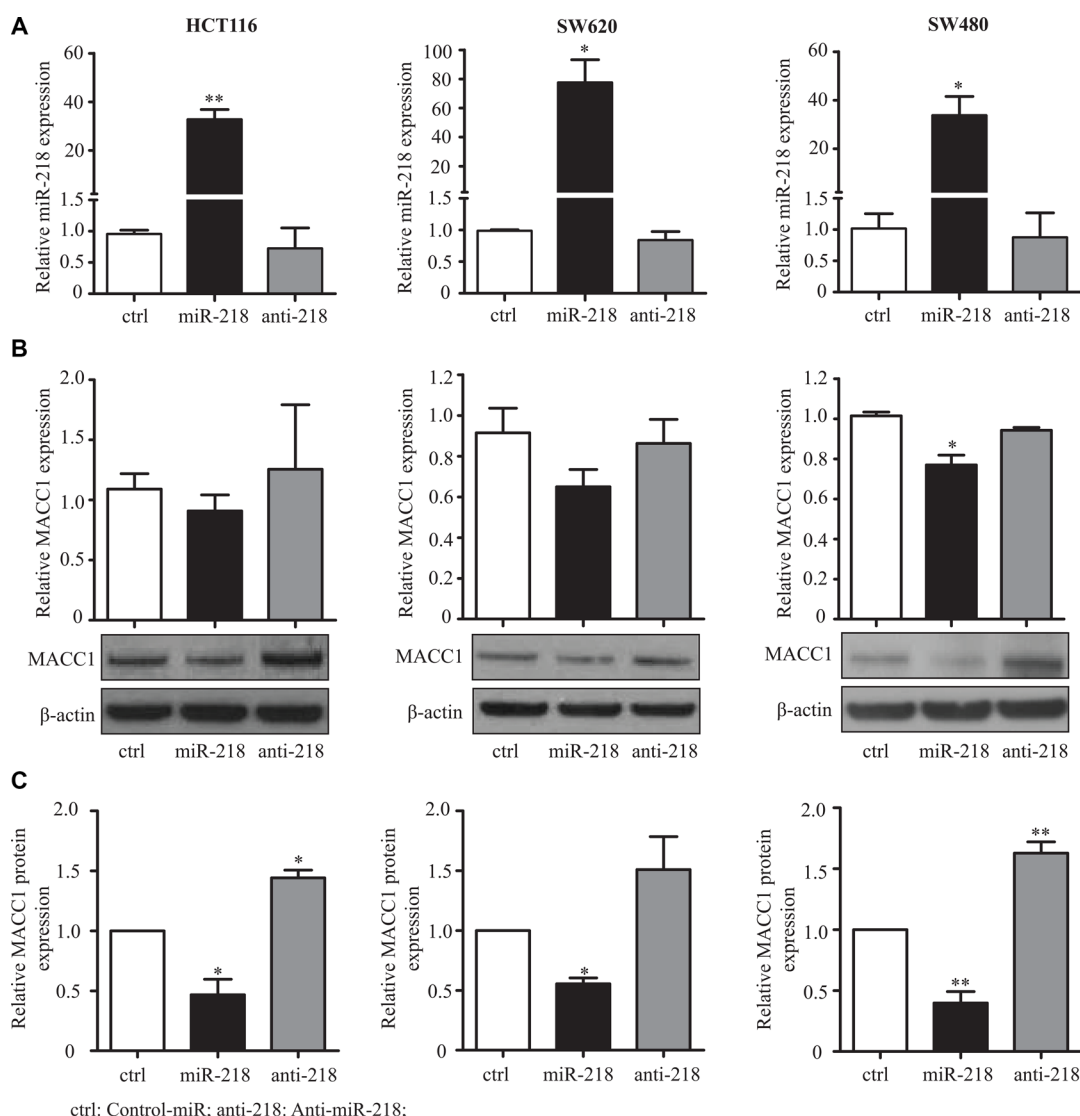 A
HCT116
SW620
SW480
Relative miR-218 expression
60
40
20
1.5
1.0
0.5
0
**
ctrl miR-218 anti-218
Relative miR-218 expression
100
80
60
40
20
1.5
1.0
0.5
0
*
ctrl miR-218 anti-218
Relative miR-218 expression
60
40
20
1.5
1.0
0.5
0
*
ctrl miR-218 anti-218
B
Relative MACC1 expression
2.0
1.5
1.0
0.5
0
MACC1
β-actin
ctrl miR-218 anti-218
Relative MACC1 expression
1.2
1.0
0.8
0.6
0.4
0.2
0
MACC1
β-actin
ctrl miR-218 anti-218
Relative MACC1 expression
1.2
1.0
0.8
0.6
0.4
0.2
0
*
MACC1
β-actin
ctrl miR-218 anti-218
C
Relative MACC1 protein
expression
2.0
1.5
1.0
0.5
0
*
*
ctrl miR-218 anti-218
Relative MACC1 protein
expression
2.0
1.5
1.0
0.5
0
*
ctrl miR-218 anti-218
Relative MACC1 protein
expression
2.0
1.5
1.0
0.5
0
**
**
ctrl miR-218 anti-218
ctrl: Control-miR; anti-218: Anti-miR-218;